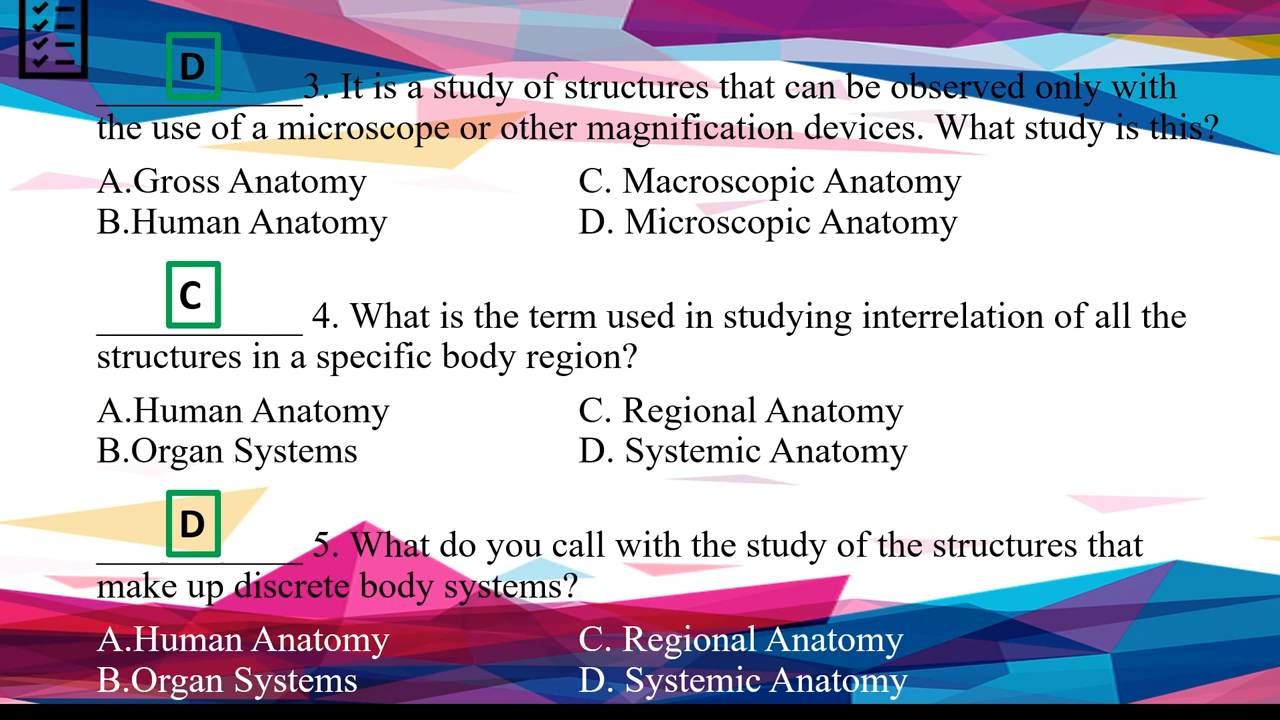 D
____________3. It is a study of structures that can be observed only with
the use of a microscope or other magnification devices. What study is this?
A.Gross Anatomy C. Macroscopic Anatomy
B.Human Anatomy D. Microscopic Anatomy
C
____________ 4. What is the term used in studying interrelation of all the
structures in a specific body region?
A.Human Anatomy C. Regional Anatomy
B.Organ Systems D. Systemic Anatomy
D
____________ 5. What do you call with the study of the structures that
make up discrete body systems?
A.Human Anatomy C. Regional Anatomy
B.Organ Systems D. Systemic Anatomy